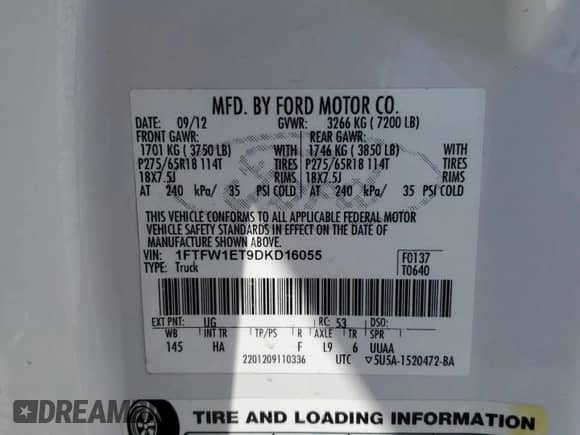 MFD. BY FORD MOTOR CO.
DATE: 09/12 GVWR: 3266 KG ( 7200 LB)
FRONT GAWR: REAR GAWR:
1701 KG ( 3750 LB) WITH 1746 KG ( 3850 LB) WITH
P275/65R18 114T TIRES P275/65R18 114T TIRES
18X7.5J RIMS 18X7.5J RIMS
AT 240 kPa/ 35 PSI COLD AT 240 kPa/ 35 PSI COLD
THIS VEHICLE CONFORMS TO ALL APPLICABLE FEDERAL MOTOR
VEHICLE SAFETY STANDARDS IN EFFECT ON THE DATE OF
MANUFACTURE SHOWN ABOVE.
VIN: 1FTFW1ET9DKD16055 F0137
TYPE: Truck T0640
EXT PNT: UG RC: 53 DSO:
WB INT TR TP/PS R AXLE TR SPR
145 HA F L9 6 UUAA
2201209110336 UTC ▽5U5A-1520472-BA
DREAM
TIRE AND LOADING INFORMATION